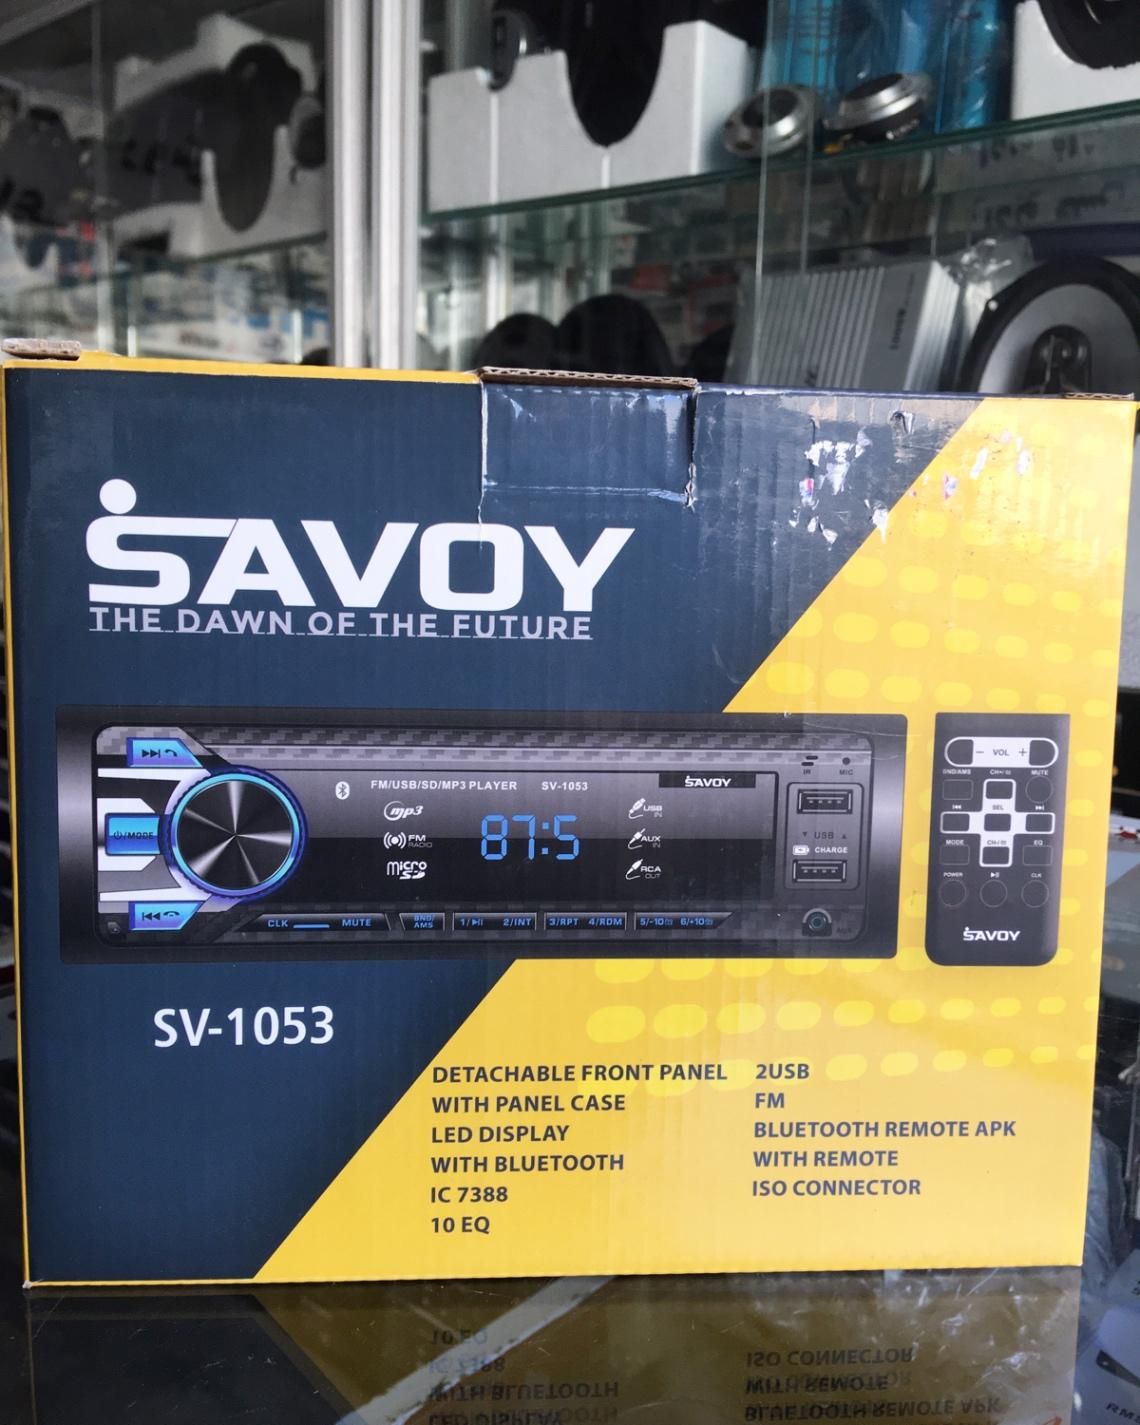 SAVOY
THE DAWN OF THE FUTURE
FM/USB/SD/MP3 PLAYER SV-1053
SAVOY
IR MIC
mp3
USB IN
87:5
FM RADIO
AUX IN
micro SD
RCA OUT
USB
CHARGE
⏻/MODE
CLK MUTE BND/AMS 1/▶II 2/INT 3/RPT 4/RDM 5/-10 6/+10
AUX
- VOL +
BND/AMS CH+/ MUTE
SEL
MODE CH-/ EQ
POWER ▶II CLK
SAVOY
SV-1053
DETACHABLE FRONT PANEL
WITH PANEL CASE
LED DISPLAY
WITH BLUETOOTH
IC 7388
10 EQ
2USB
FM
BLUETOOTH REMOTE APK
WITH REMOTE
ISO CONNECTOR